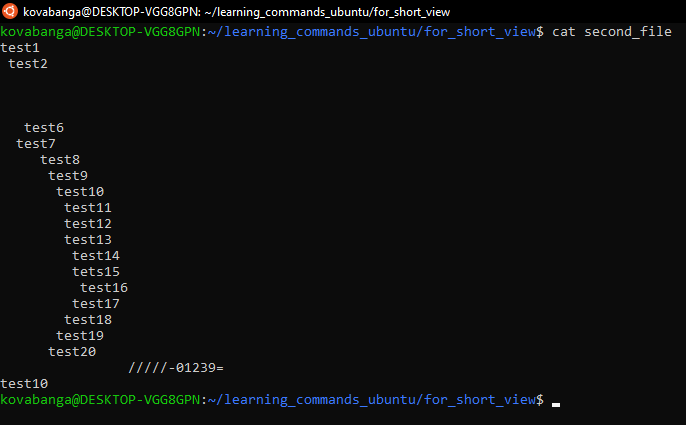 kovabanga@DESKTOP-VGG8GPN: ~/learning_commands_ubuntu/for_short_view
kovabanga@DESKTOP-VGG8GPN:~/learning_commands_ubuntu/for_short_view$ cat second_file
test1
 test2
   test6
  test7
     test8
      test9
       test10
        test11
        test12
        test13
         test14
         tets15
          test16
         test17
        test18
       test19
      test20
                /////-01239=
test10
kovabanga@DESKTOP-VGG8GPN:~/learning_commands_ubuntu/for_short_view$